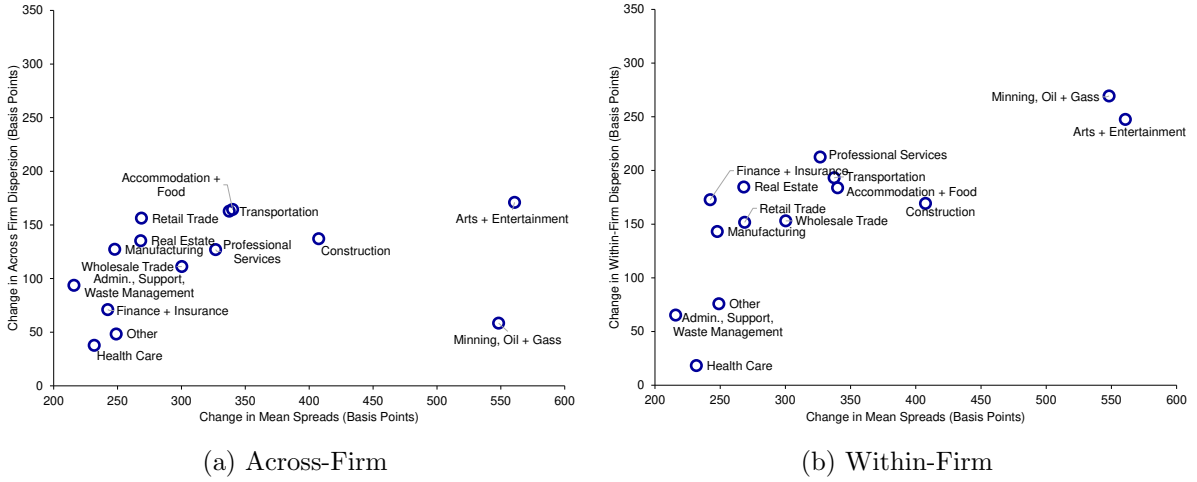 350
300
250
200
150
100
50
0
Change in Across Firm Dispersion (Basis Points)
Accommodation +
Food
Transportation
Retail Trade
Arts + Entertainment
Real Estate
Manufacturing
Professional
Services
Construction
Wholesale Trade
Admin., Support,
Waste Management
Finance + Insurance
Other
Minning, Oil + Gass
Health Care
200 250 300 350 400 450 500 550 600
Change in Mean Spreads (Basis Points)
(a) Across-Firm
350
300
250
200
150
100
50
0
Change in Within-Firm Dispersion (Basis Points)
Minning, Oil + Gass
Arts + Entertainment
Professional Services
Finance + Insurance
Transportation
Real Estate
Accommodation + Food
Retail Trade
Construction
Wholesale Trade
Manufacturing
Other
Admin., Support,
Waste Management
Health Care
200 250 300 350 400 450 500 550 600
Change in Mean Spreads (Basis Points)
(b) Within-Firm